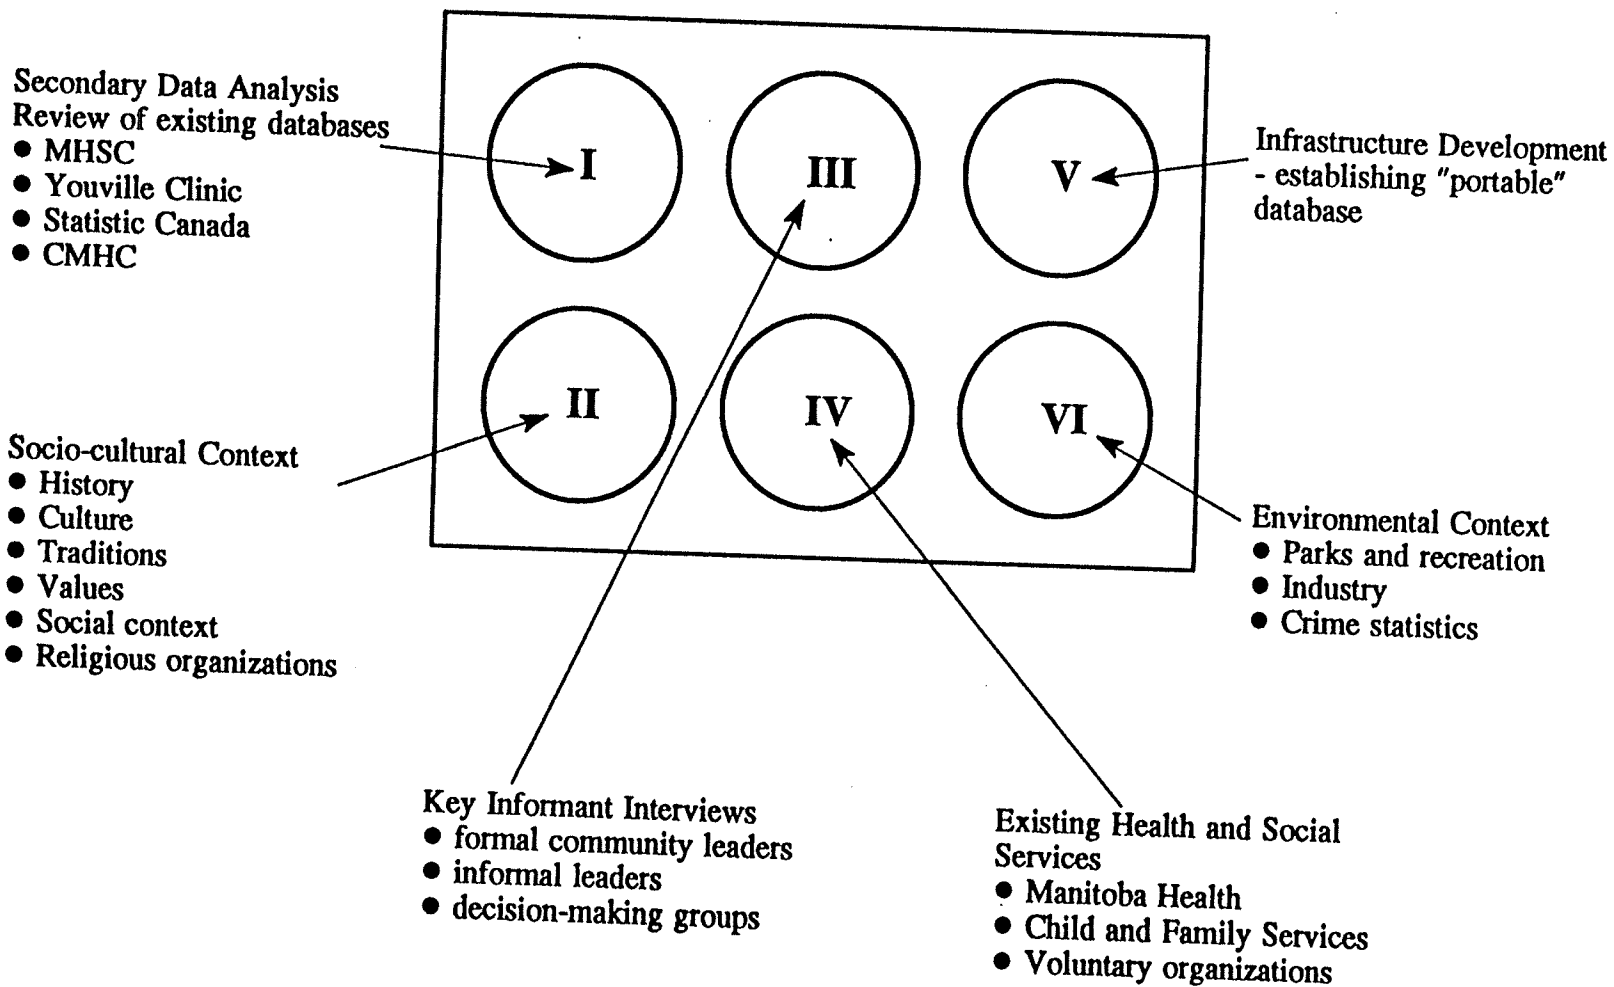 Secondary Data Analysis
Review of existing databases
● MHSC
● Youville Clinic
● Statistic Canada
● CMHC
I
III
V
Infrastructure Development
- establishing "portable"
database
Socio-cultural Context
● History
● Culture
● Traditions
● Values
● Social context
● Religious organizations
II
IV
VI
Environmental Context
● Parks and recreation
● Industry
● Crime statistics
Key Informant Interviews
● formal community leaders
● informal leaders
● decision-making groups
Existing Health and Social
Services
● Manitoba Health
● Child and Family Services
● Voluntary organizations